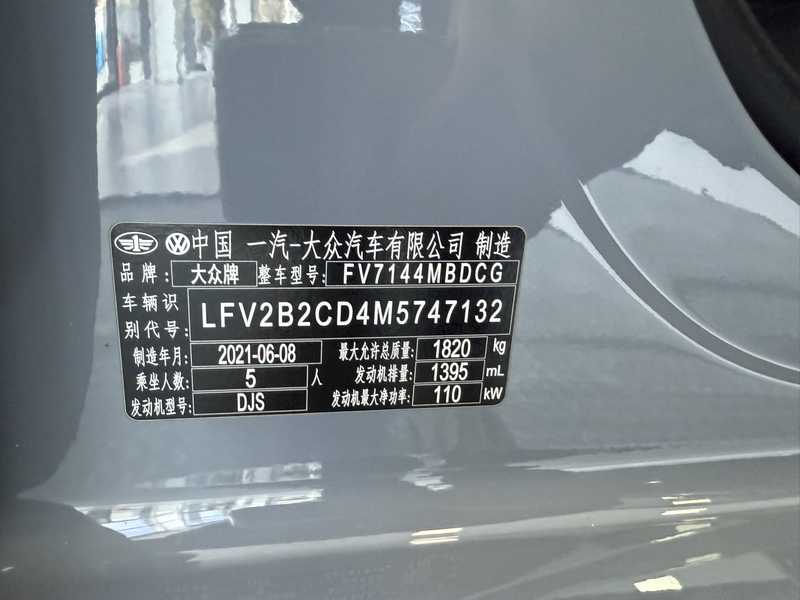 中国 一汽-大众汽车有限公司 制造
品牌: 大众牌 整车型号: FV7144MBDCG
车辆识别代号: LFV2B2CD4M5747132
制造年月: 2021-06-08 最大允许总质量: 1820 kg
乘坐人数: 5 人 发动机排量: 1395 mL
发动机型号: DJS 发动机最大净功率: 110 kW